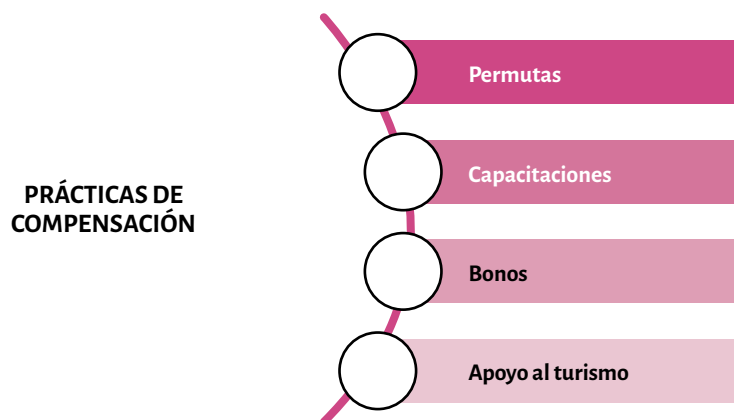 PRÁCTICAS DE
COMPENSACIÓN
Permutas
Capacitaciones
Bonos
Apoyo al turismo